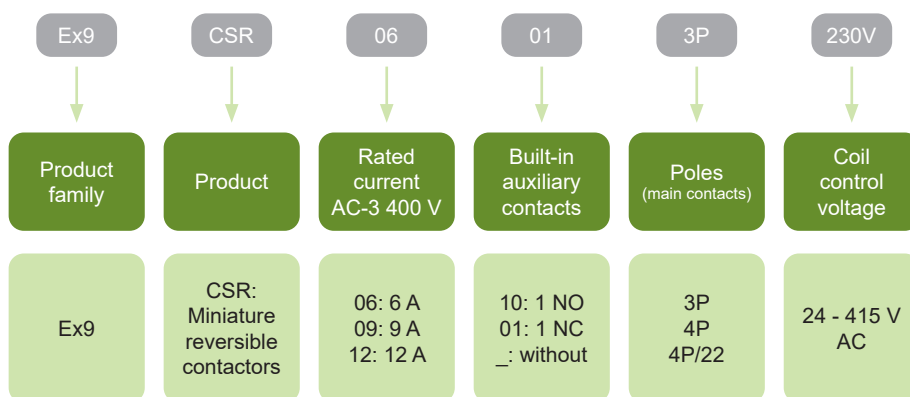 Ex9
CSR
06
01
3P
230V
Product
family
Product
Rated
current
AC-3 400 V
Built-in
auxiliary
contacts
Poles
(main contacts)
Coil
control
voltage
Ex9
CSR:
Miniature
reversible
contactors
06: 6 A
09: 9 A
12: 12 A
10: 1 NO
01: 1 NC
_: without
3P
4P
4P/22
24 - 415 V
AC